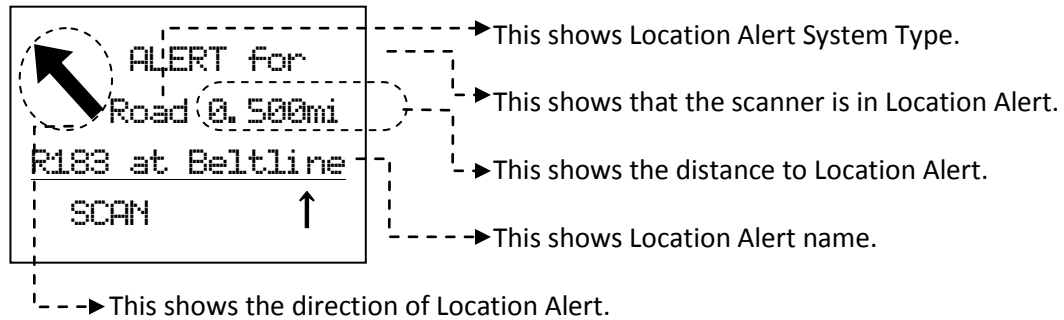 This shows Location Alert System Type.
ALERT for
This shows that the scanner is in Location Alert.
Road 0.500mi
R183 at Beltline
This shows the distance to Location Alert.
SCAN ↑
This shows Location Alert name.
This shows the direction of Location Alert.